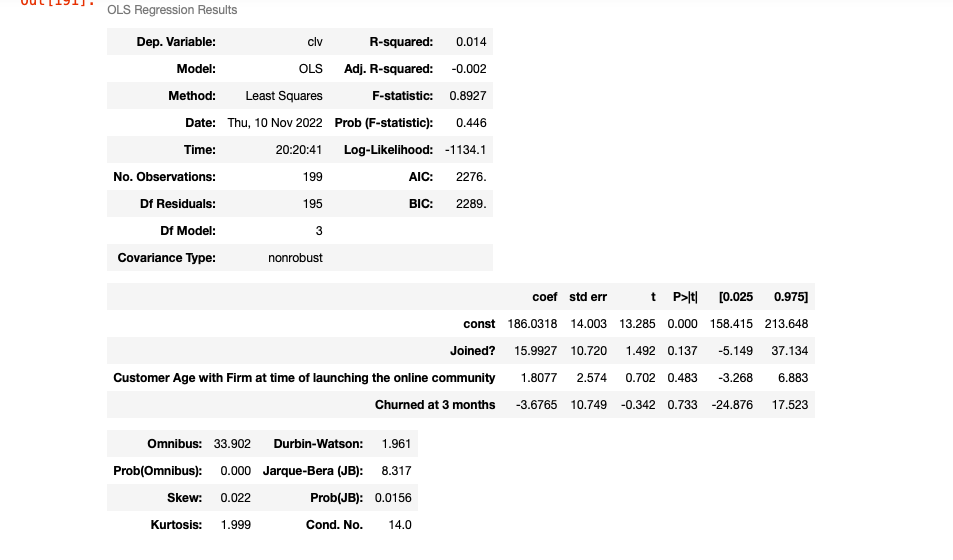 Out[191]:
OLS Regression Results
Dep. Variable: clv R-squared: 0.014
Model: OLS Adj. R-squared: -0.002
Method: Least Squares F-statistic: 0.8927
Date: Thu, 10 Nov 2022 Prob (F-statistic): 0.446
Time: 20:20:41 Log-Likelihood: -1134.1
No. Observations: 199 AIC: 2276.
Df Residuals: 195 BIC: 2289.
Df Model: 3
Covariance Type: nonrobust
coef std err t P>|t| [0.025 0.975]
const 186.0318 14.003 13.285 0.000 158.415 213.648
Joined? 15.9927 10.720 1.492 0.137 -5.149 37.134
Customer Age with Firm at time of launching the online community 1.8077 2.574 0.702 0.483 -3.268 6.883
Churned at 3 months -3.6765 10.749 -0.342 0.733 -24.876 17.523
Omnibus: 33.902 Durbin-Watson: 1.961
Prob(Omnibus): 0.000 Jarque-Bera (JB): 8.317
Skew: 0.022 Prob(JB): 0.0156
Kurtosis: 1.999 Cond. No. 14.0